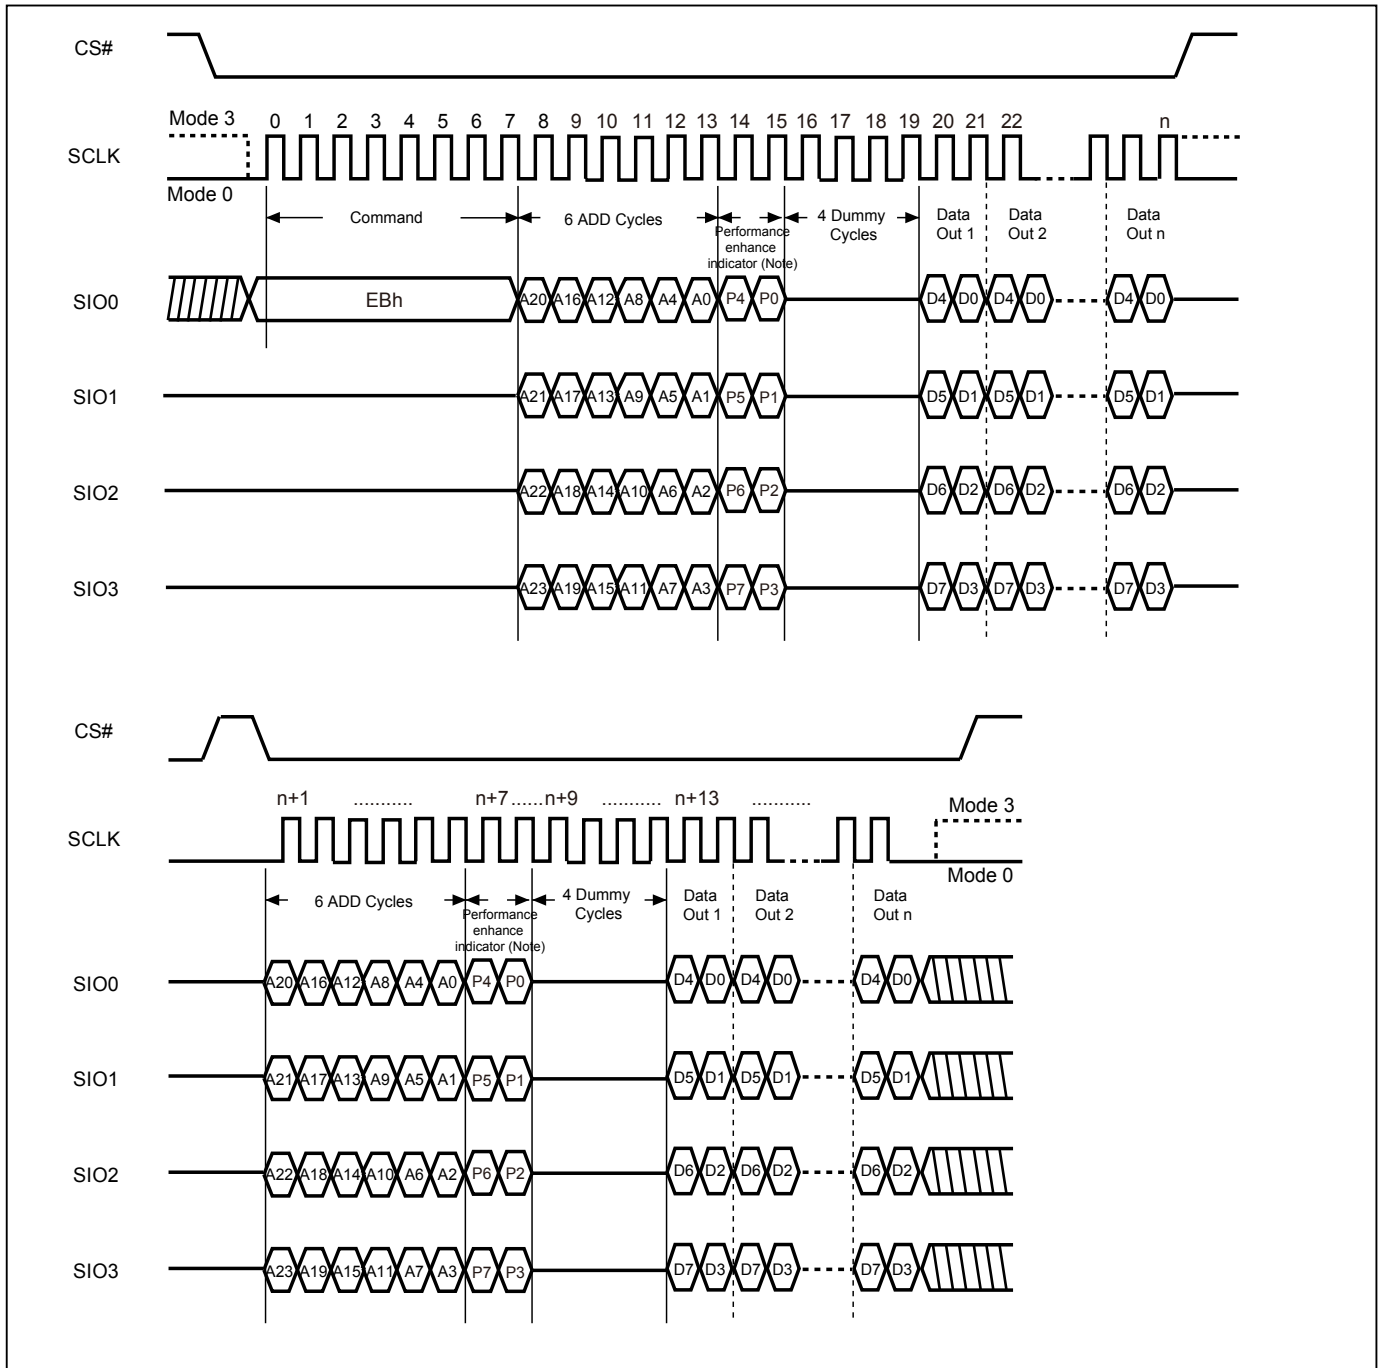 CS#
Mode 3
0 1 2 3 4 5 6 7 8 9 10 11 12 13 14 15 16 17 18 19 20 21 22 n
SCLK
Mode 0
Command
6 ADD Cycles
Performance
enhance
indicator (Note)
4 Dummy
Cycles
Data
Out 1
Data
Out 2
Data
Out n
SIO0 EBh A20 A16 A12 A8 A4 A0 P4 P0 D4 D0 D4 D0 D4 D0
SIO1 A21 A17 A13 A9 A5 A1 P5 P1 D5 D1 D5 D1 D5 D1
SIO2 A22 A18 A14 A10 A6 A2 P6 P2 D6 D2 D6 D2 D6 D2
SIO3 A23 A19 A15 A11 A7 A3 P7 P3 D7 D3 D7 D3 D7 D3
CS#
n+1 ........... n+7 ...... n+9 ........... n+13 ...........
Mode 3
SCLK
Mode 0
6 ADD Cycles
Performance
enhance
indicator (Note)
4 Dummy
Cycles
Data
Out 1
Data
Out 2
Data
Out n
SIO0 A20 A16 A12 A8 A4 A0 P4 P0 D4 D0 D4 D0 D4 D0
SIO1 A21 A17 A13 A9 A5 A1 P5 P1 D5 D1 D5 D1 D5 D1
SIO2 A22 A18 A14 A10 A6 A2 P6 P2 D6 D2 D6 D2 D6 D2
SIO3 A23 A19 A15 A11 A7 A3 P7 P3 D7 D3 D7 D3 D7 D3